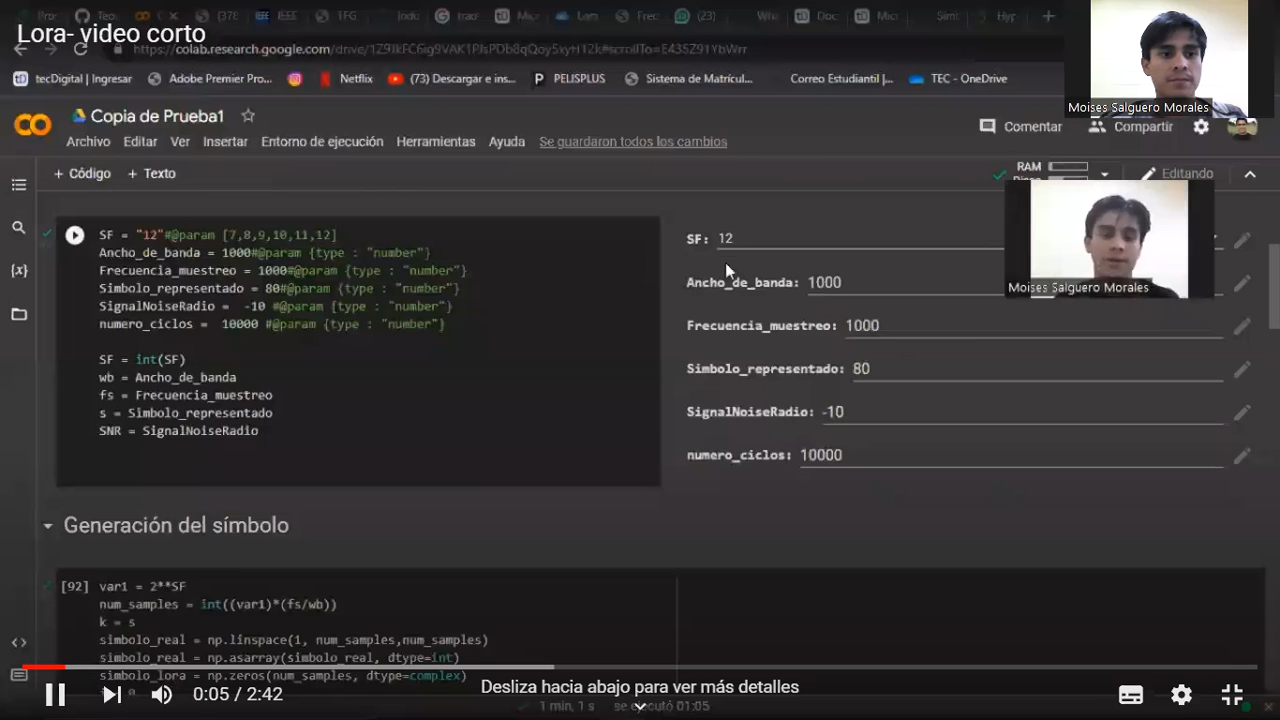 Lora- video corto
tecDigital | Ingresar
Adobe Premier Pro...
Netflix
(73) Descargar e ins...
PELISPLUS
Sistema de Matrícul...
Correo Estudiantil |...
TEC - OneDrive
Moises Salguero Morales
Copia de Prueba1
Archivo Editar Ver Insertar Entorno de ejecución Herramientas Ayuda Se guardaron todos los cambios
Comentar
Compartir
+ Código + Texto
RAM
Editando
SF = "12"#@param [7,8,9,10,11,12]
Ancho_de_banda = 1000#@param {type : "number"}
Frecuencia_muestreo = 1000#@param {type : "number"}
Simbolo_representado = 80#@param {type : "number"}
SignalNoiseRadio = -10 #@param {type : "number"}
numero_ciclos = 10000 #@param {type : "number"}
SF = int(SF)
wb = Ancho_de_banda
fs = Frecuencia_muestreo
s = Simbolo_representado
SNR = SignalNoiseRadio
SF: 12
Ancho_de_banda: 1000
Frecuencia_muestreo: 1000
Simbolo_representado: 80
SignalNoiseRadio: -10
numero_ciclos: 10000
Moises Salguero Morales
Generación del símbolo
[92] var1 = 2**SF
num_samples = int((var1)*(fs/wb))
k = s
simbolo_real = np.linspace(1, num_samples,num_samples)
simbolo_real = np.asarray(simbolo_real, dtype=int)
simbolo_lora = np.zeros(num_samples, dtype=complex)
0:05 / 2:42
Desliza hacia abajo para ver más detalles
1 min, 1 s se ejecutó 01:05